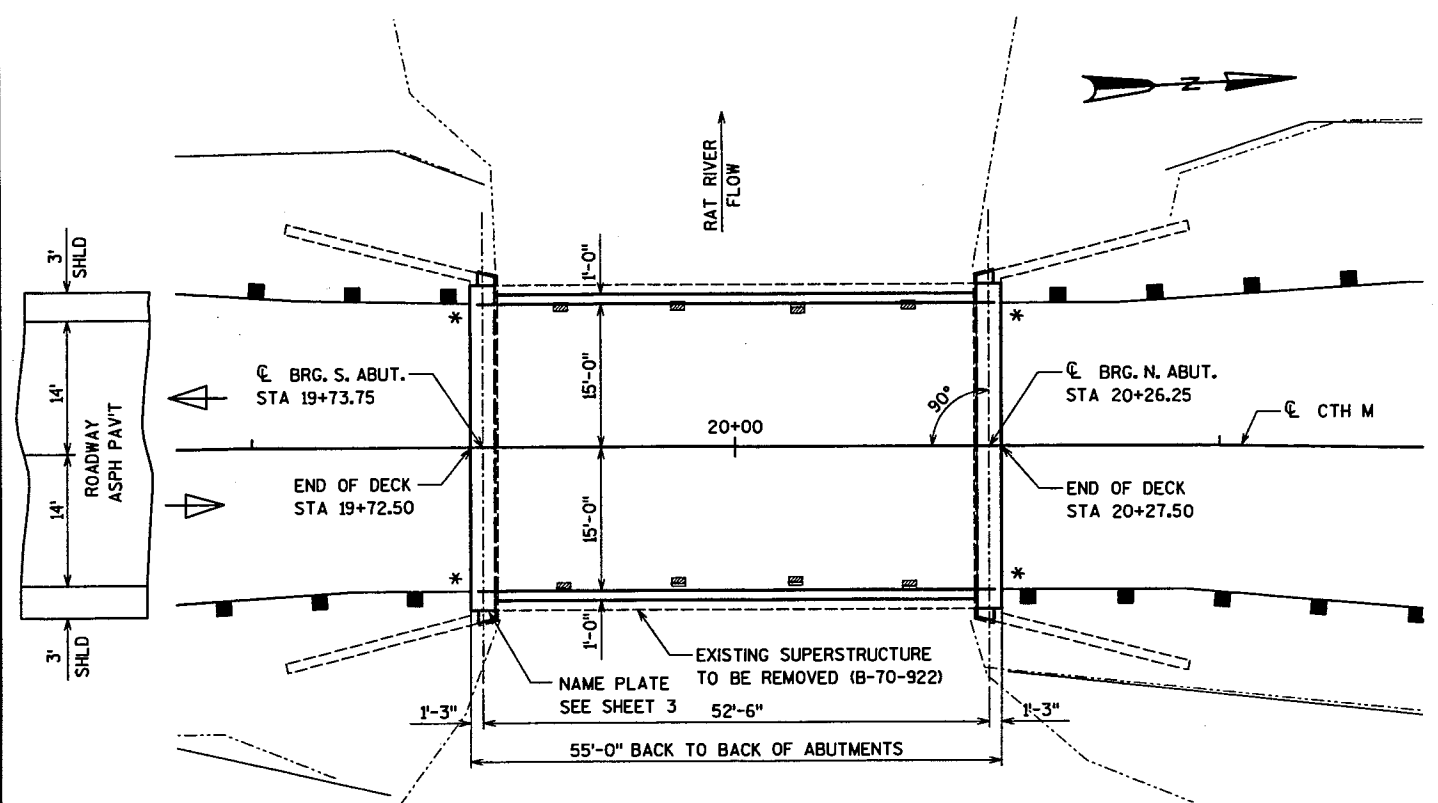 Z
RAT RIVER
FLOW
3'
SHLD
1'-0"
*
*
℄ BRG. S. ABUT.
STA 19+73.75
15'-0"
℄ BRG. N. ABUT.
STA 20+26.25
14'
90°
20+00
℄ CTH M
ROADWAY
ASPH PAV'T
END OF DECK
STA 19+72.50
END OF DECK
STA 20+27.50
14'
15'-0"
*
*
3'
SHLD
1'-0"
EXISTING SUPERSTRUCTURE
TO BE REMOVED (B-70-922)
NAME PLATE
SEE SHEET 3
1'-3"
52'-6"
1'-3"
55'-0" BACK TO BACK OF ABUTMENTS